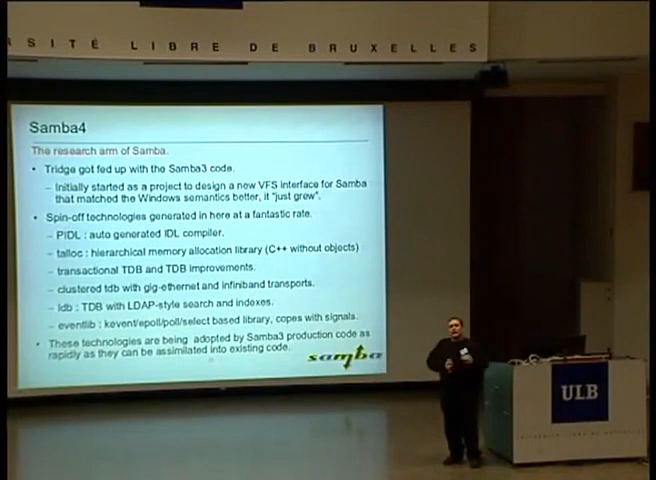 SITÉ LIBRE DE BRUXELLES
Samba4
The research arm of Samba.
• Tridge got fed up with the Samba3 code.
– Initially started as a project to design a new VFS interface for Samba
that matched the Windows semantics better, it "just grew".
• Spin-off technologies generated in here at a fantastic rate.
– PIDL : auto generated IDL compiler.
– talloc : hierarchical memory allocation library (C++ without objects)
– transactional TDB and TDB improvements.
– clustered tdb with gig-ethernet and infiniband transports.
– ldb : TDB with LDAP-style search and indexes.
– eventlib : kevent/epoll/poll/select based library, copes with signals.
• These technologies are being adopted by Samba3 production code as
rapidly as they can be assimilated into existing code.
samba
ULB